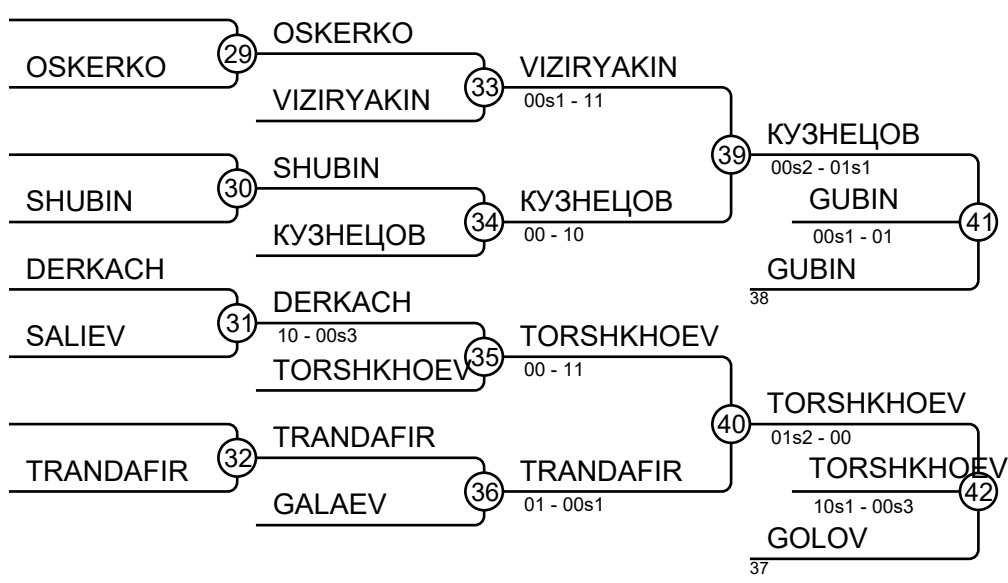 OSKERKO
29
OSKERKO
VIZIRYAKIN
33
VIZIRYAKIN
00s1 - 11
SHUBIN
30
SHUBIN
КУЗНЕЦОВ
34
КУЗНЕЦОВ
00 - 10
39
КУЗНЕЦОВ
00s2 - 01s1
GUBIN
00s1 - 01
41
GUBIN
38
DERKACH
SALIEV
31
DERKACH
10 - 00s3
TORSHKHOEV
35
TORSHKHOEV
00 - 11
TRANDAFIR
32
TRANDAFIR
GALAEV
36
TRANDAFIR
01 - 00s1
40
TORSHKHOEV
01s2 - 00
TORSHKHOEV
10s1 - 00s3
42
GOLOV
37